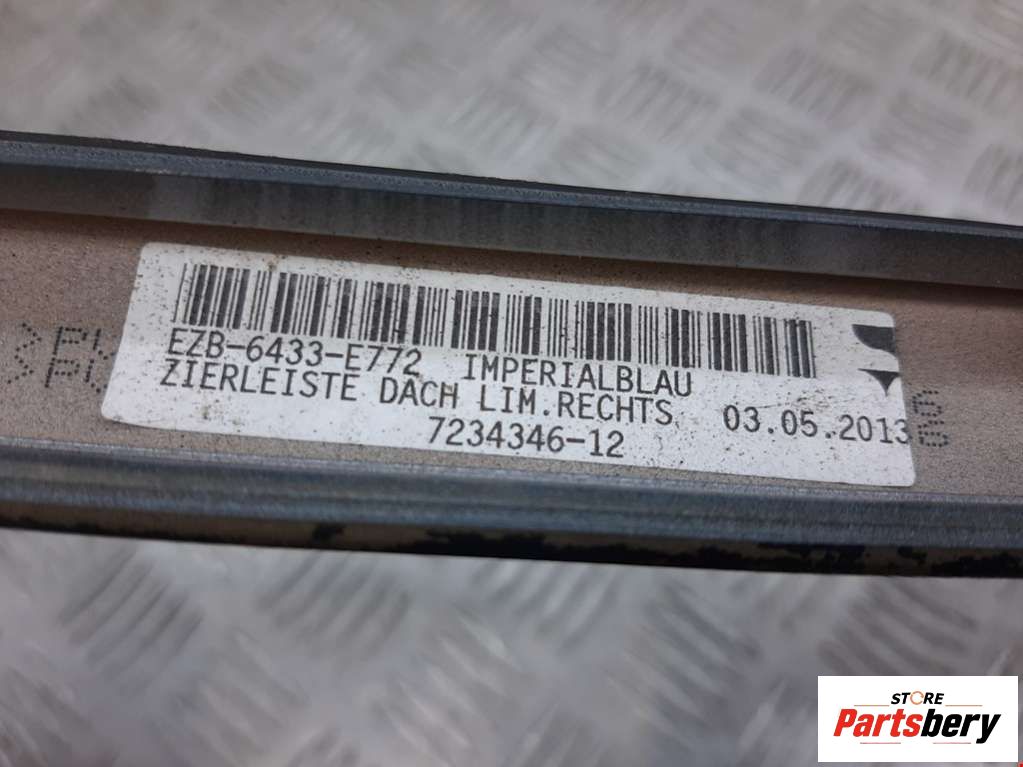 EZB-6433-E772 IMPERIALBLAU
ZIERLEISTE DACH LIM.RECHTS 03.05.2013
7234346-12
STORE
Partsbery